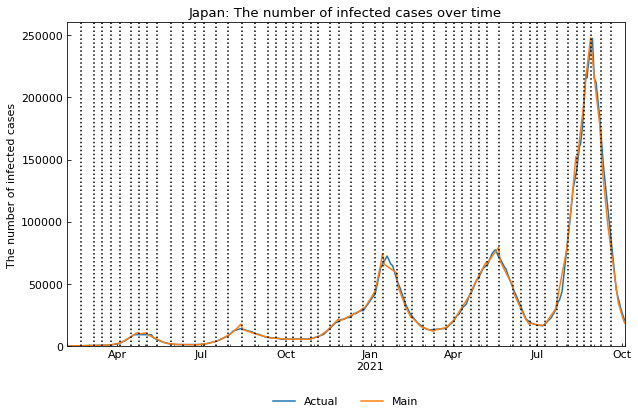 Japan: The number of infected cases over time
The number of infected cases
250000
200000
150000
100000
50000
0
Apr Jul Oct Jan Apr Jul Oct
2021
Actual Main